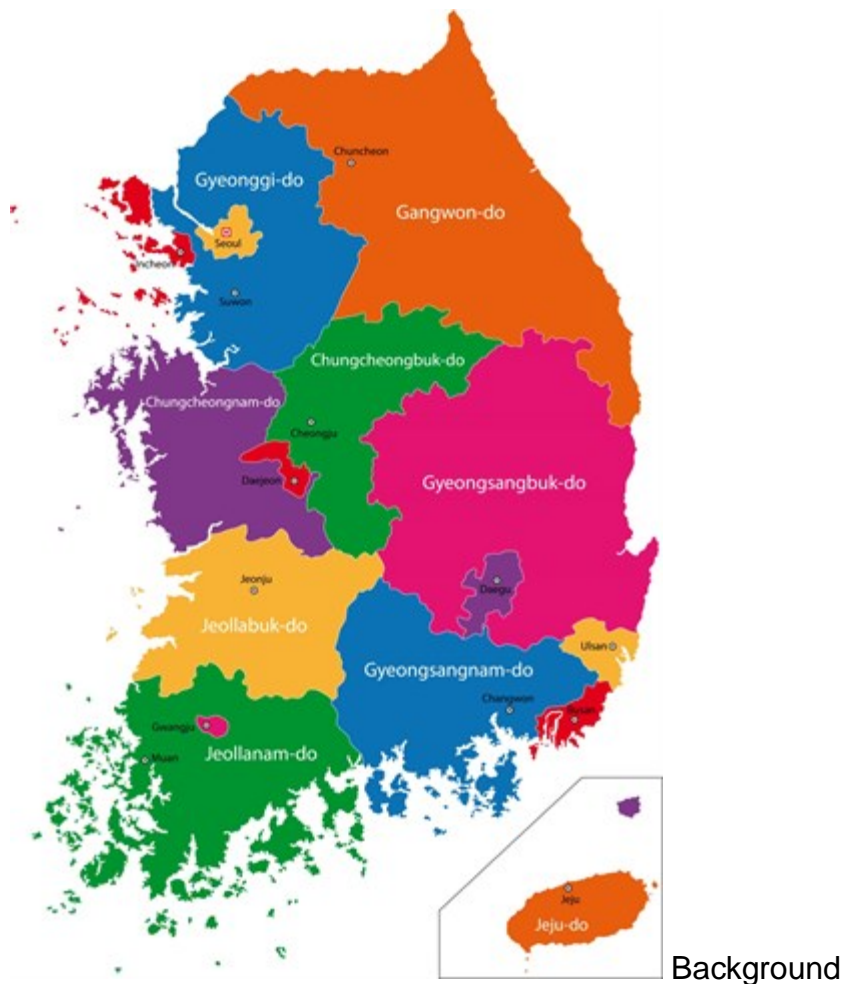 Chuncheon
Gyeonggi-do
Gangwon-do
Seoul
Incheon
Suwon
Chungcheongbuk-do
Chungcheongnam-do
Cheongju
Daejeon
Gyeongsangbuk-do
Jeonju
Daegu
Jeollabuk-do
Ulsan
Gyeongsangnam-do
Changwon
Busan
Gwangju
Jeollanam-do
Muan
Jeju
Jeju-do
Background